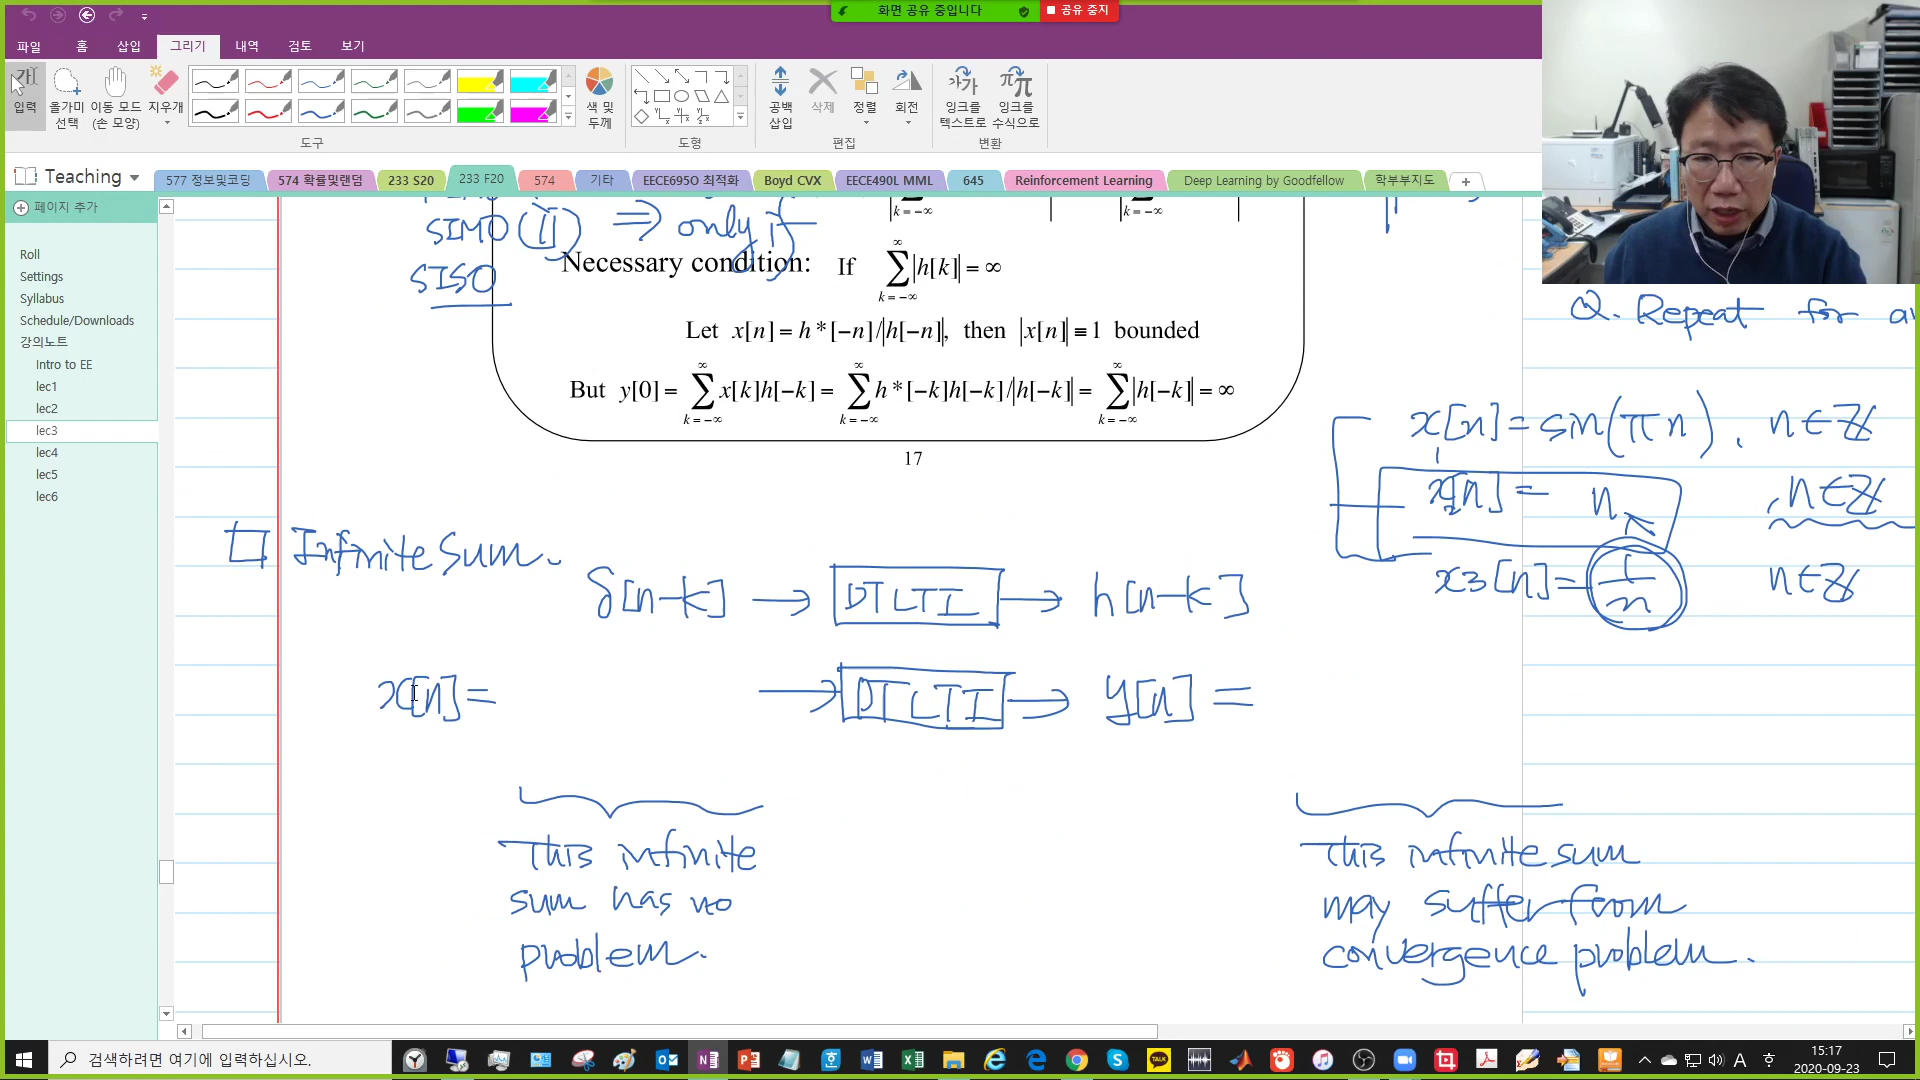 화면 공유 중입니다 공유 중지
파일 홈 삽입 그리기 내역 검토 보기
입력 올가미 선택 이동 모드 (손 모양) 지우개 색 및 두께 공백 삽입 삭제 정렬 회전 잉크를 텍스트로 잉크를 수식으로
도구 도형 편집 변환
Teaching 577 정보및코딩 574 확률및랜덤 233 S20 233 F20 574 기타 EECE695O 최적화 Boyd CVX EECE490L MML 645 Reinforcement Learning Deep Learning by Goodfellow 학부부지도
페이지 추가
Roll
Settings
Syllabus
Schedule/Downloads
강의노트
Intro to EE
lec1
lec2
lec3
lec4
lec5
lec6
k = −∞ k = −∞
SIMO (II) ⇒ only if
SISO
Necessary condition: If ∑_{k = −∞}^{∞} |h[k]| = ∞
Let x[n] = h*[−n]/|h[−n]|, then |x[n]| ≡ 1 bounded
But y[0] = ∑_{k = −∞}^{∞} x[k]h[−k] = ∑_{k = −∞}^{∞} h*[−k]h[−k]/|h[−k]| = ∑_{k = −∞}^{∞} |h[−k]| = ∞
17
Q. Repeat for
x1[n] = sin(πn), n∈ℤ
x2[n] = n, n∈ℤ
x3[n] = 1/n n∈ℤ
□ Infinite Sum.
δ[n−k] → DT LTI → h[n−k]
x[n] = → DT LTI → y[n] =
This infinite
sum has no
problem.
This infinite sum
may suffer from
convergence problem.
검색하려면 여기에 입력하십시오.
A 15:17
2020-09-23